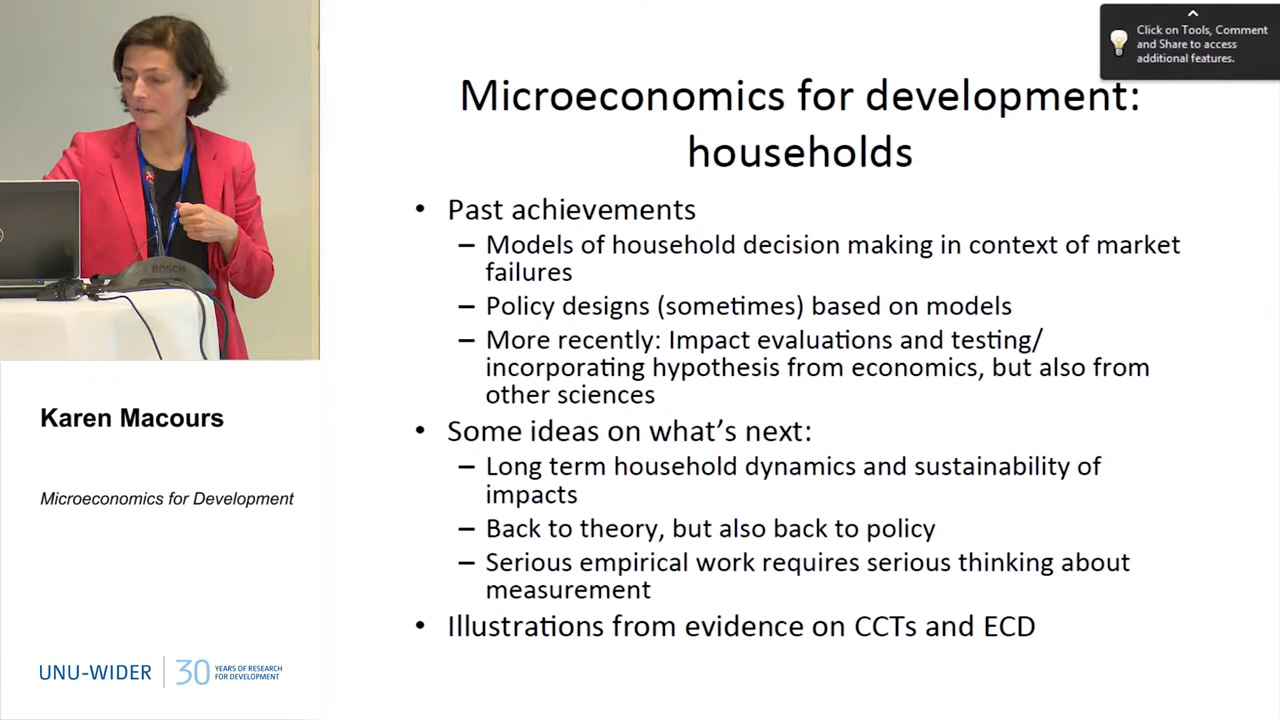 Click on Tools, Comment
and Share to access
additional features.
Microeconomics for development:
households
• Past achievements
– Models of household decision making in context of market
failures
– Policy designs (sometimes) based on models
– More recently: Impact evaluations and testing/
incorporating hypothesis from economics, but also from
other sciences
• Some ideas on what's next:
– Long term household dynamics and sustainability of
impacts
– Back to theory, but also back to policy
– Serious empirical work requires serious thinking about
measurement
• Illustrations from evidence on CCTs and ECD
BOSCH
Karen Macours
Microeconomics for Development
UNU-WIDER
30 YEARS OF RESEARCH
FOR DEVELOPMENT